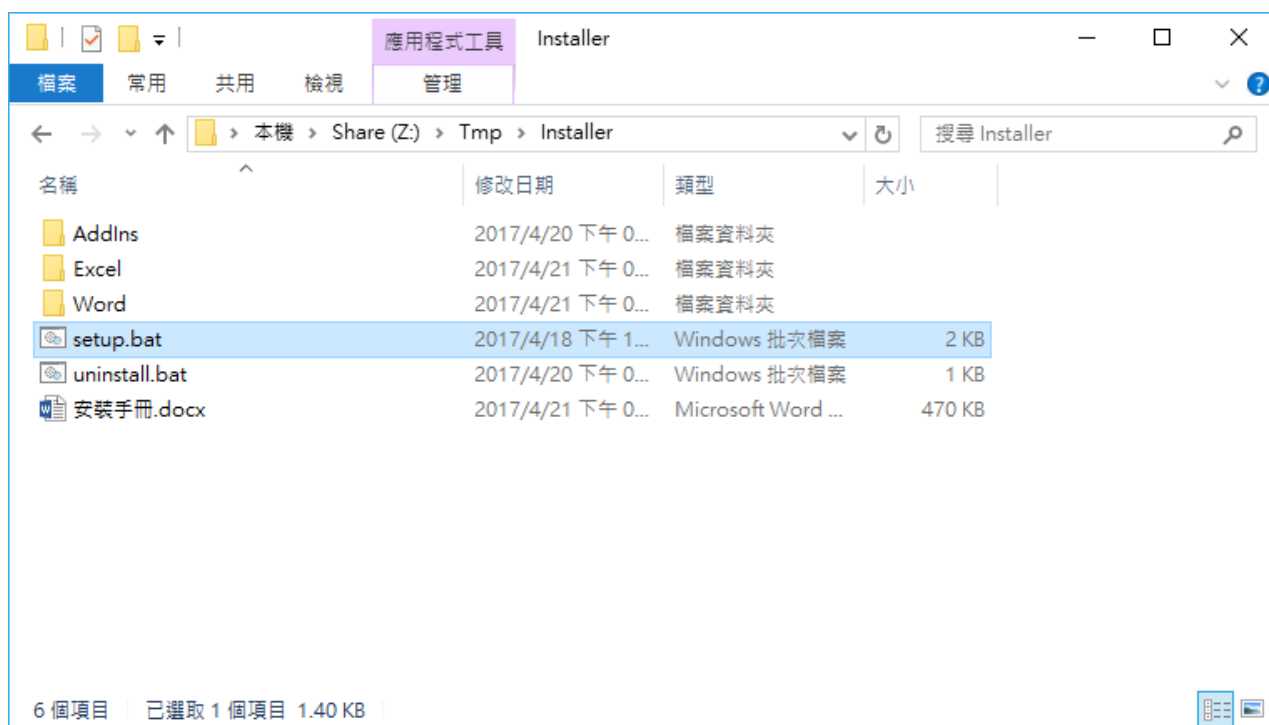 應用程式工具 Installer
檔案 常用 共用 檢視 管理
本機 Share (Z:) Tmp Installer 搜尋 Installer
名稱 修改日期 類型 大小
AddIns 2017/4/20 下午 0... 檔案資料夾
Excel 2017/4/21 下午 0... 檔案資料夾
Word 2017/4/21 下午 0... 檔案資料夾
setup.bat 2017/4/18 下午 1... Windows 批次檔案 2 KB
uninstall.bat 2017/4/20 下午 0... Windows 批次檔案 1 KB
安裝手冊.docx 2017/4/21 下午 0... Microsoft Word ... 470 KB
6 個項目 已選取 1 個項目 1.40 KB